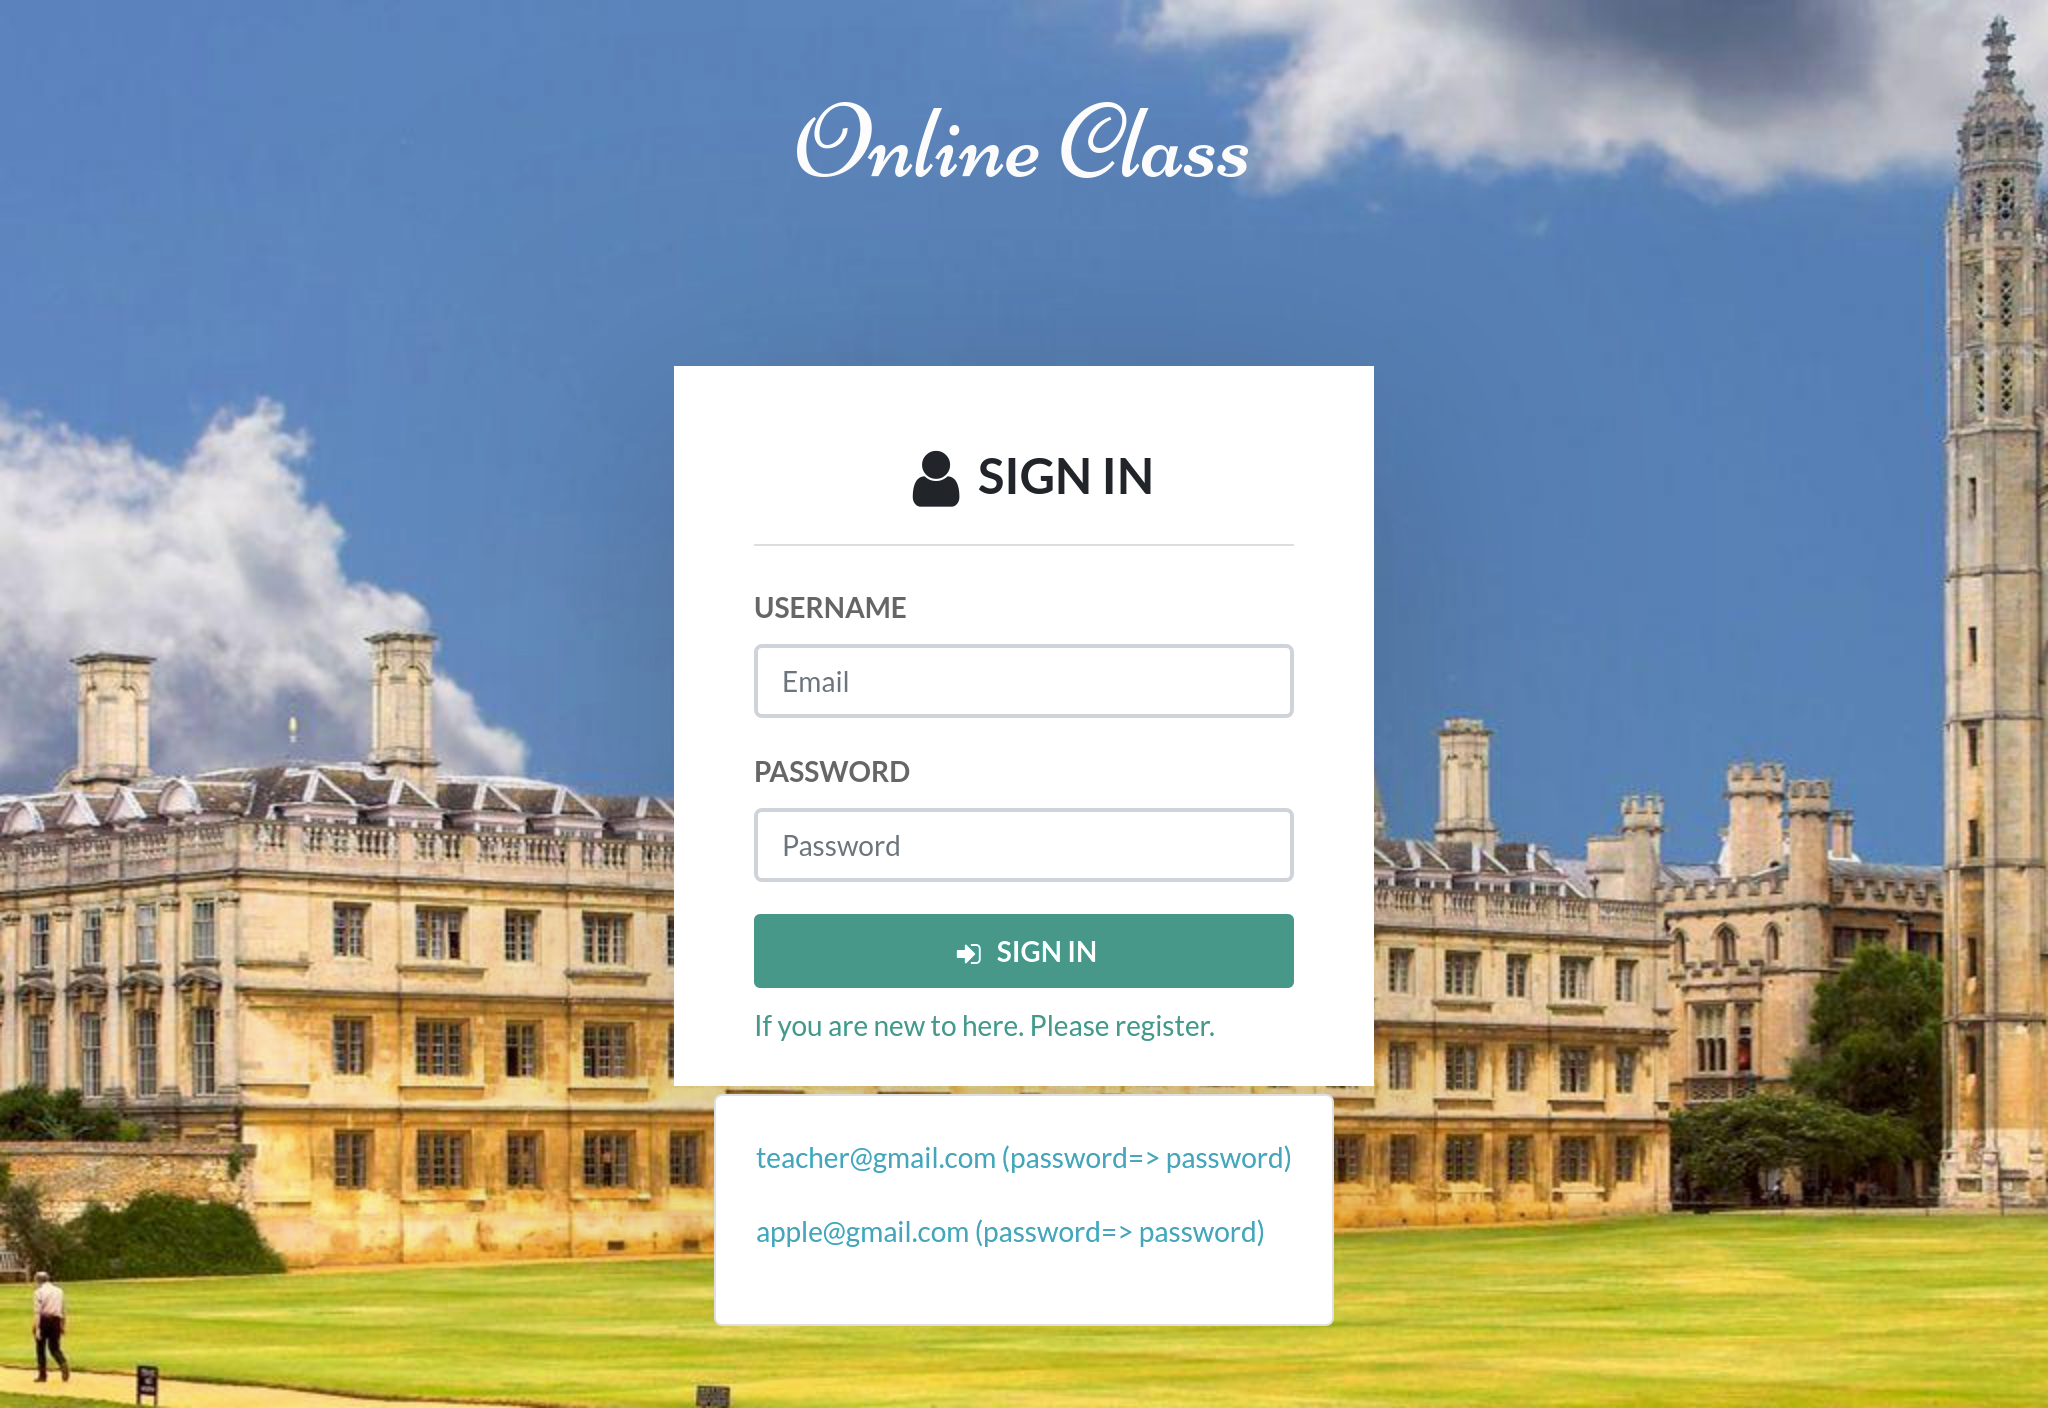 Online Class
SIGN IN
USERNAME
Email
PASSWORD
Password
SIGN IN
If you are new to here. Please register.
teacher@gmail.com (password=> password)
apple@gmail.com (password=> password)